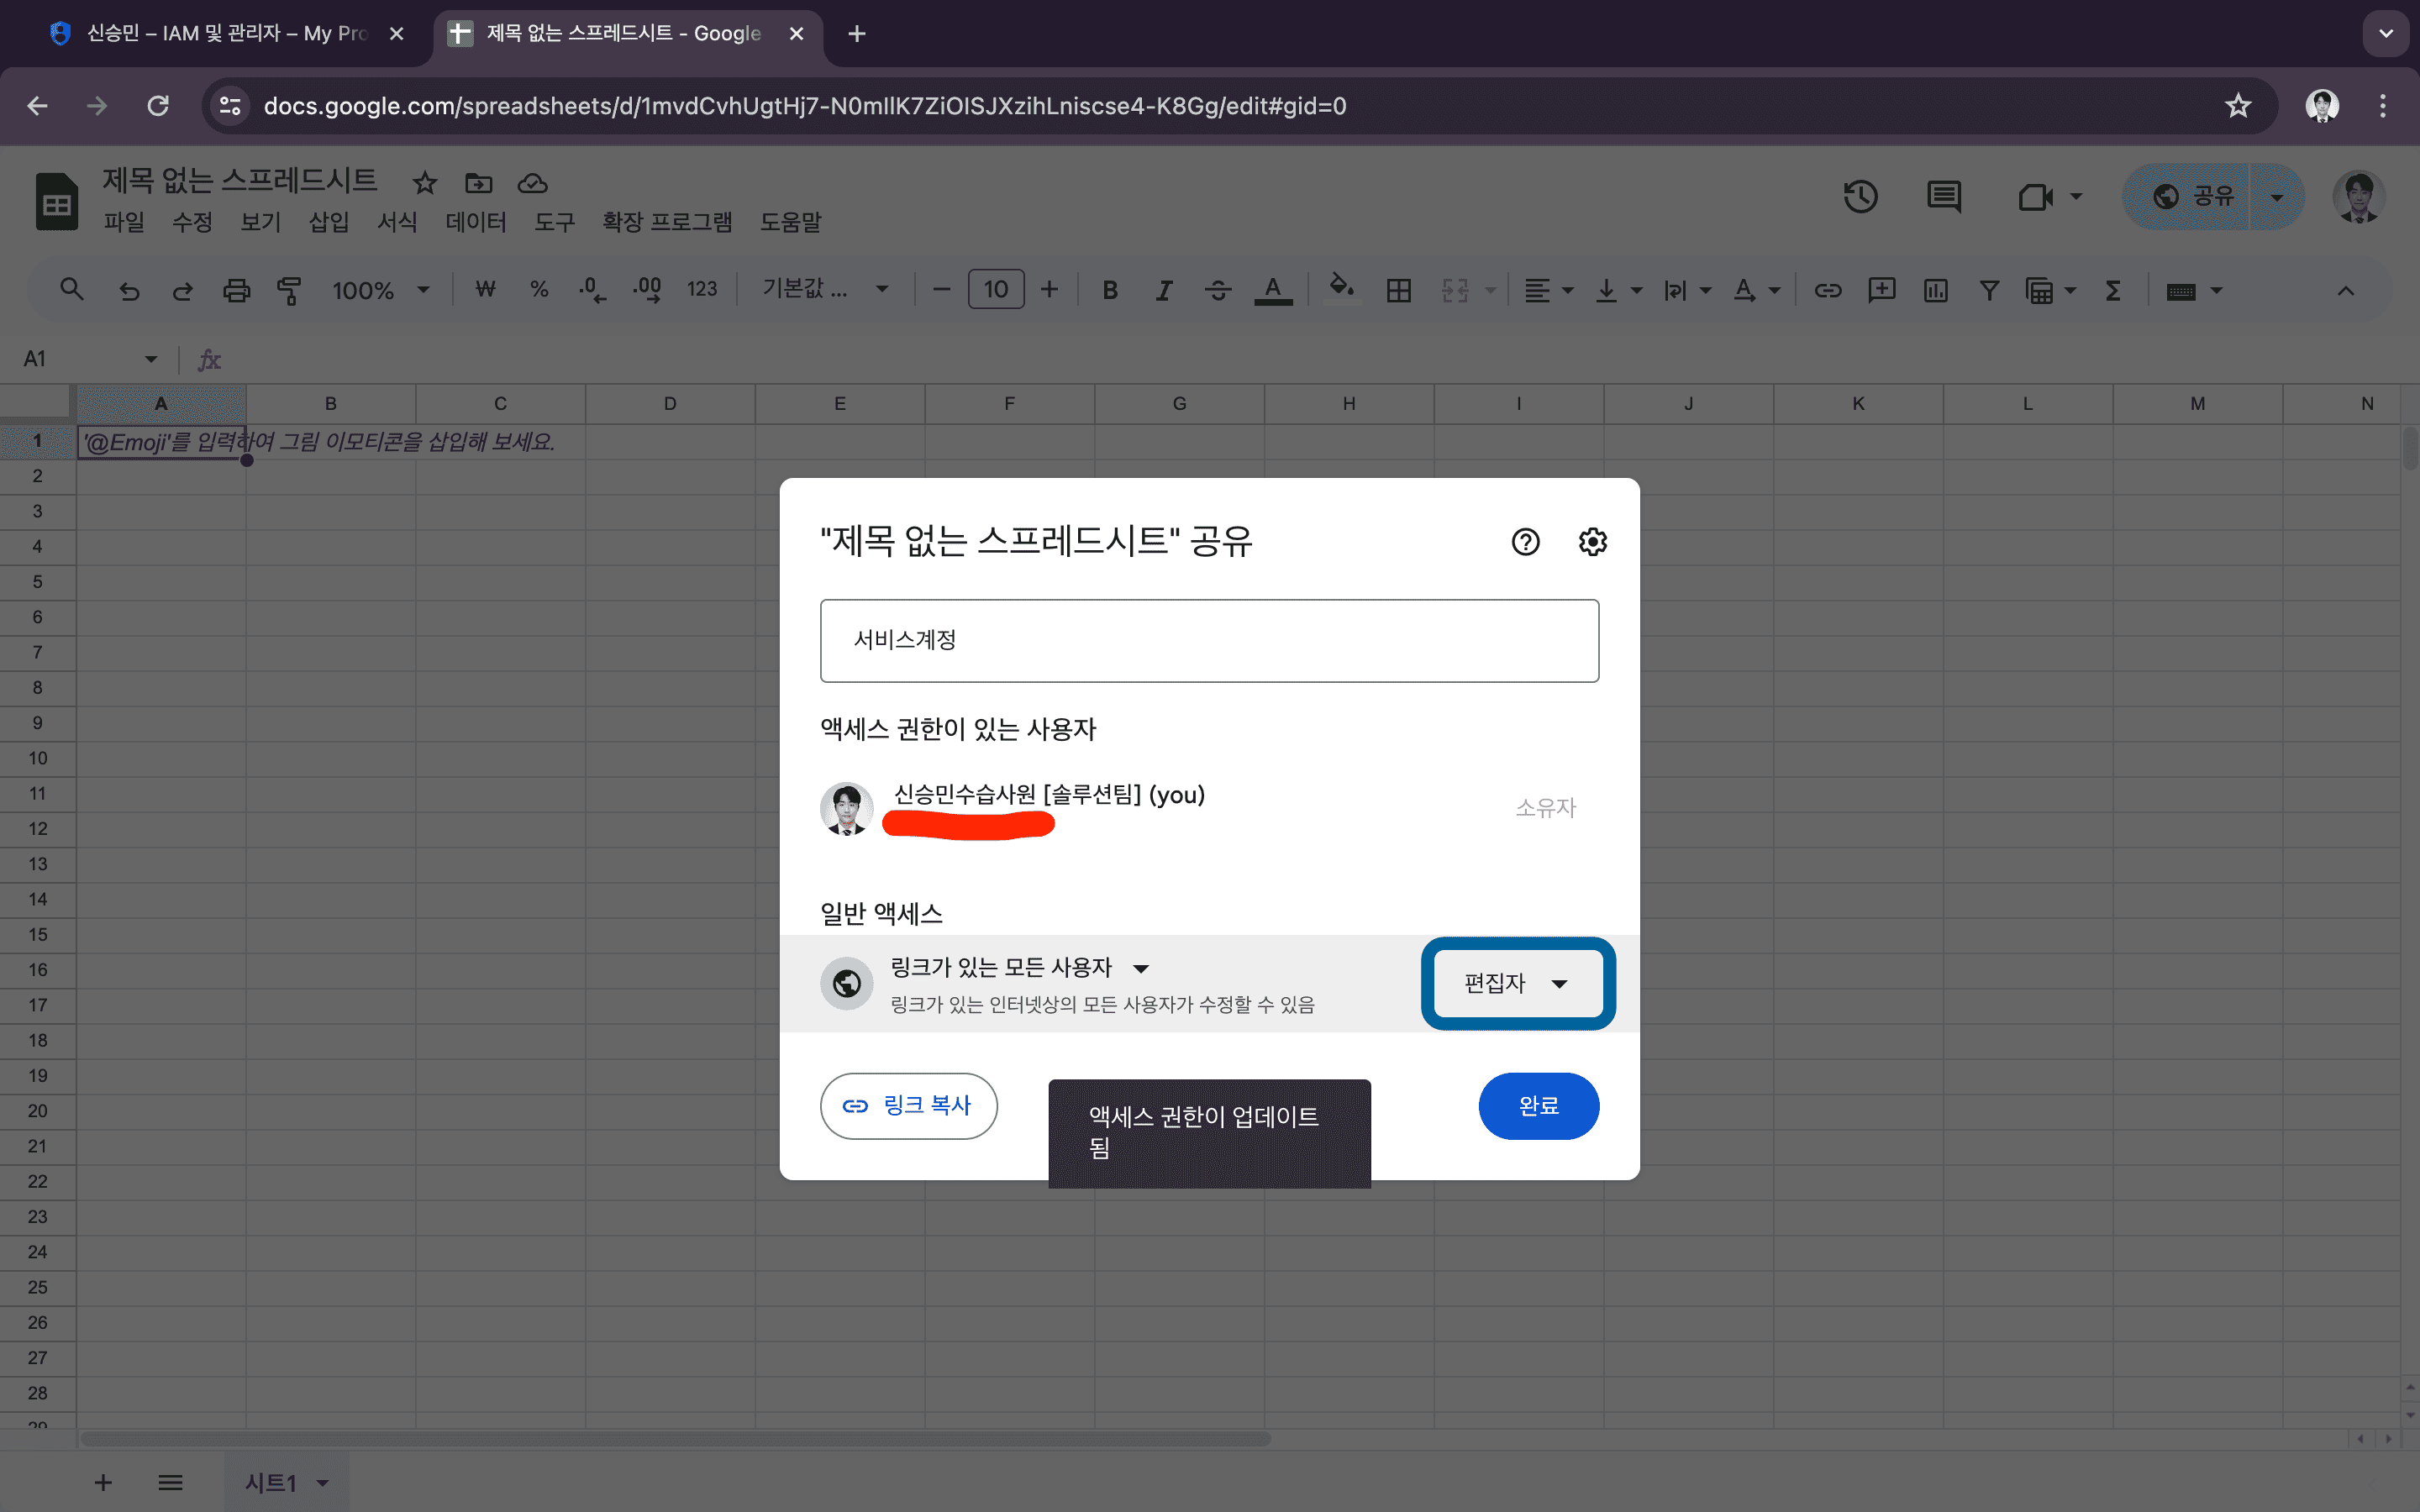 신승민 – IAM 및 관리자 – My Pro
제목 없는 스프레드시트 - Google
docs.google.com/spreadsheets/d/1mvdCvhUgtHj7-N0mIlK7ZiOISJXzihLniscse4-K8Gg/edit#gid=0
제목 없는 스프레드시트
파일 수정 보기 삽입 서식 데이터 도구 확장 프로그램 도움말
공유
100% ₩ % .0 .00 123 기본값 ... 10 B I A A Σ
A1 fx
A B C D E F G H I J K L M N
1 '@Emoji'를 입력하여 그림 이모티콘을 삽입해 보세요.
2
3
4
5
6
7
8
9
10
11
12
13
14
15
16
17
18
19
20
21
22
23
24
25
26
27
28
29
"제목 없는 스프레드시트" 공유
서비스계정
액세스 권한이 있는 사용자
신승민수습사원 [솔루션팀] (you)
소유자
일반 액세스
링크가 있는 모든 사용자
링크가 있는 인터넷상의 모든 사용자가 수정할 수 있음
편집자
링크 복사
액세스 권한이 업데이트
됨
완료
시트1